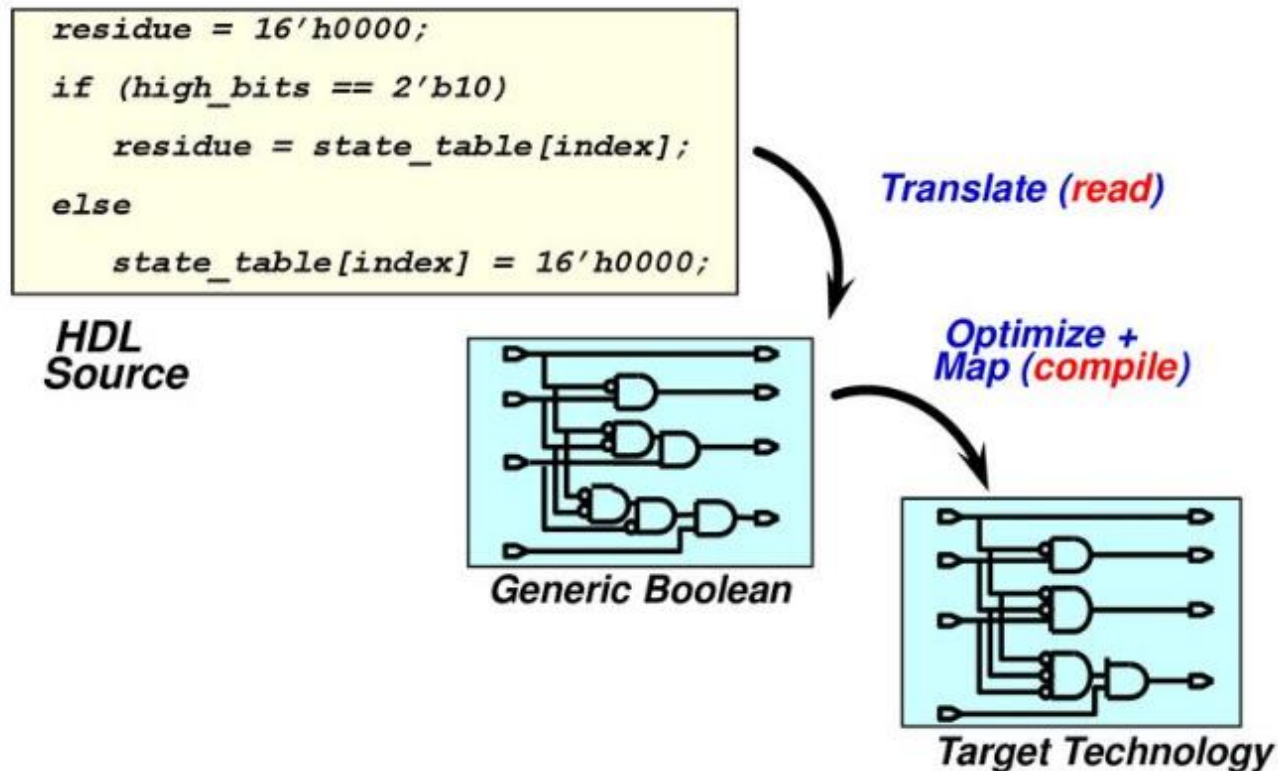 residue = 16’h0000;
if (high_bits == 2’b10)
residue = state_table[index];
else
state_table[index] = 16’h0000;
HDL
Source
Translate (read)
Optimize +
Map (compile)
Generic Boolean
Target Technology